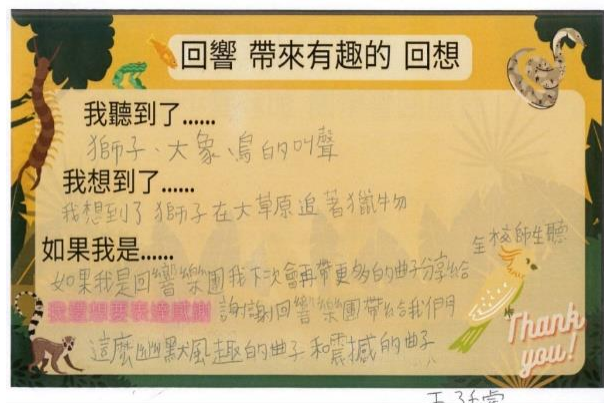 回響 帶來有趣的 回想
我聽到了......
獅子、大象、鳥的叫聲
我想到了......
我想到了獅子在大草原追著獵物
如果我是......
如果我是回響樂團我下次會再帶更多的曲子分享給
全校師生聽
我還想要表達感謝 謝謝回響樂團帶給我們
這麼幽默風趣的曲子和震撼的曲子
Thank
you!